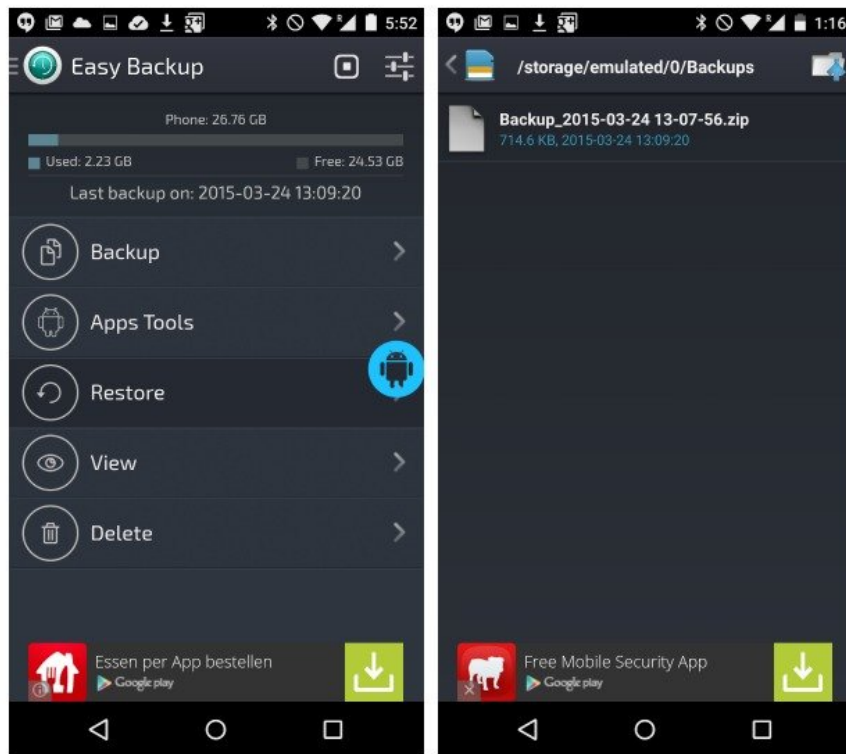 5:52
Easy Backup
Phone: 26.76 GB
Used: 2.23 GB
Free: 24.53 GB
Last backup on: 2015-03-24 13:09:20
Backup
Apps Tools
Restore
View
Delete
Essen per App bestellen
Google play
1:16
/storage/emulated/0/Backups
Backup_2015-03-24 13-07-56.zip
714.6 KB, 2015-03-24 13:09:20
Free Mobile Security App
Google play